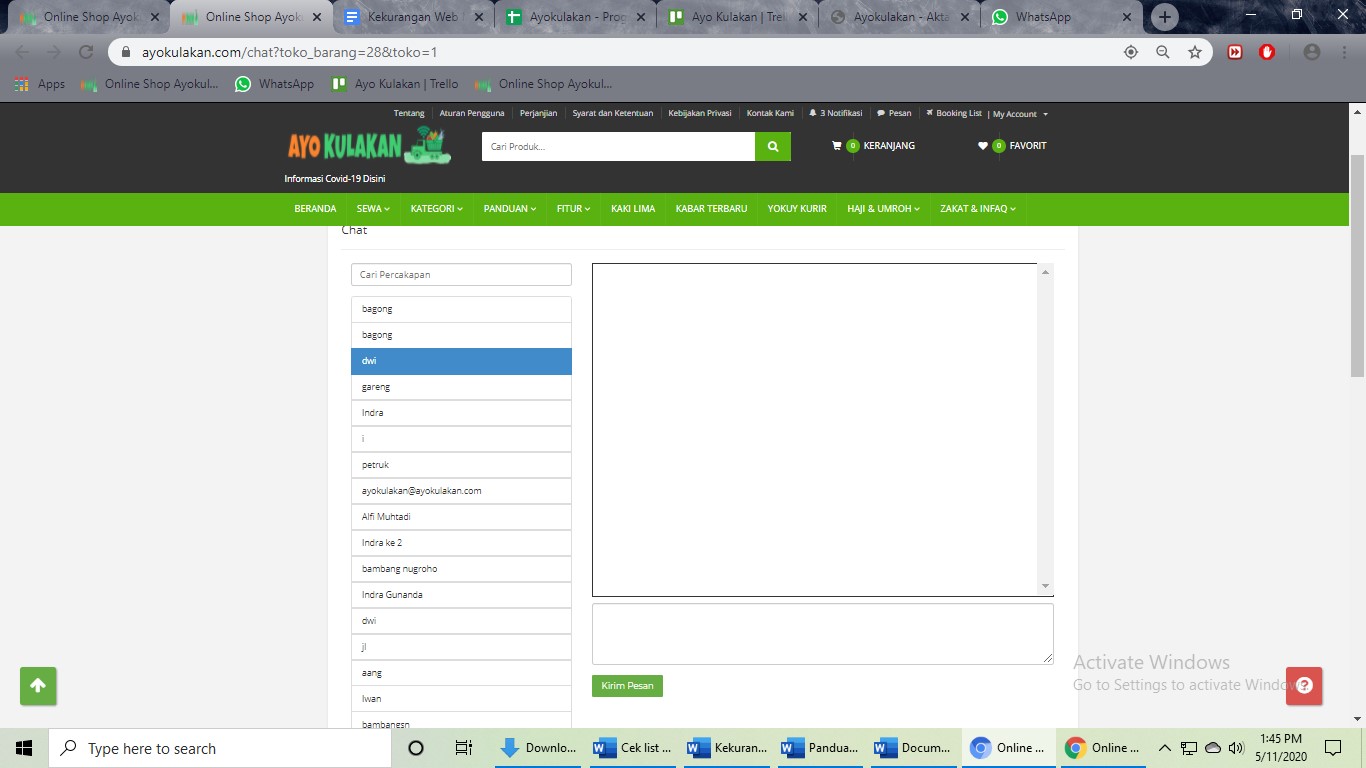 Online Shop Ayok
Online Shop Ayok
Kekurangan Web
Ayokulakan - Prog
Ayo Kulakan | Trel
Ayokulakan - Akta
WhatsApp
ayokulakan.com/chat?toko_barang=28&toko=1
Apps
Online Shop Ayokul...
WhatsApp
Ayo Kulakan | Trello
Online Shop Ayokul...
Tentang
Aturan Pengguna
Perjanjian
Syarat dan Ketentuan
Kebijakan Privasi
Kontak Kami
3 Notifikasi
Pesan
Booking List
| My Account
AYO KULAKAN
Cari Produk...
0 KERANJANG
0 FAVORIT
Informasi Covid-19 Disini
BERANDA
SEWA
KATEGORI
PANDUAN
FITUR
KAKI LIMA
KABAR TERBARU
YOKUY KURIR
HAJI & UMROH
ZAKAT & INFAQ
Chat
Cari Percakapan
bagong
bagong
dwi
gareng
Indra
i
petruk
ayokulakan@ayokulakan.com
Alfi Muhtadi
Indra ke 2
bambang nugroho
Indra Gunanda
dwi
jl
aang
Iwan
bambangsn
Kirim Pesan
Activate Windows
Go to Settings to activate Windows.
Type here to search
Downlo...
Cek list ...
Kekuran...
Pandua...
Docum...
Online ...
Online ...
1:45 PM
5/11/2020